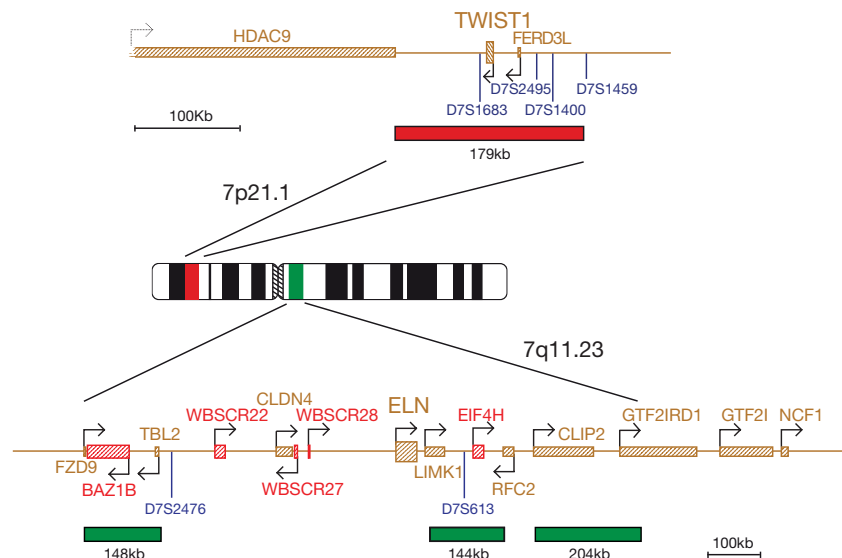 TWIST1
HDAC9
FERD3L
D7S2495
D7S1459
D7S1683
D7S1400
100Kb
179kb
7p21.1
7q11.23
CLDN4
ELN
WBSCR22
WBSCR28
EIF4H
GTF2IRD1
GTF2I
NCF1
TBL2
CLIP2
FZD9
LIMK1
BAZ1B
WBSCR27
RFC2
D7S2476
D7S613
148kb
144kb
204kb
100kb